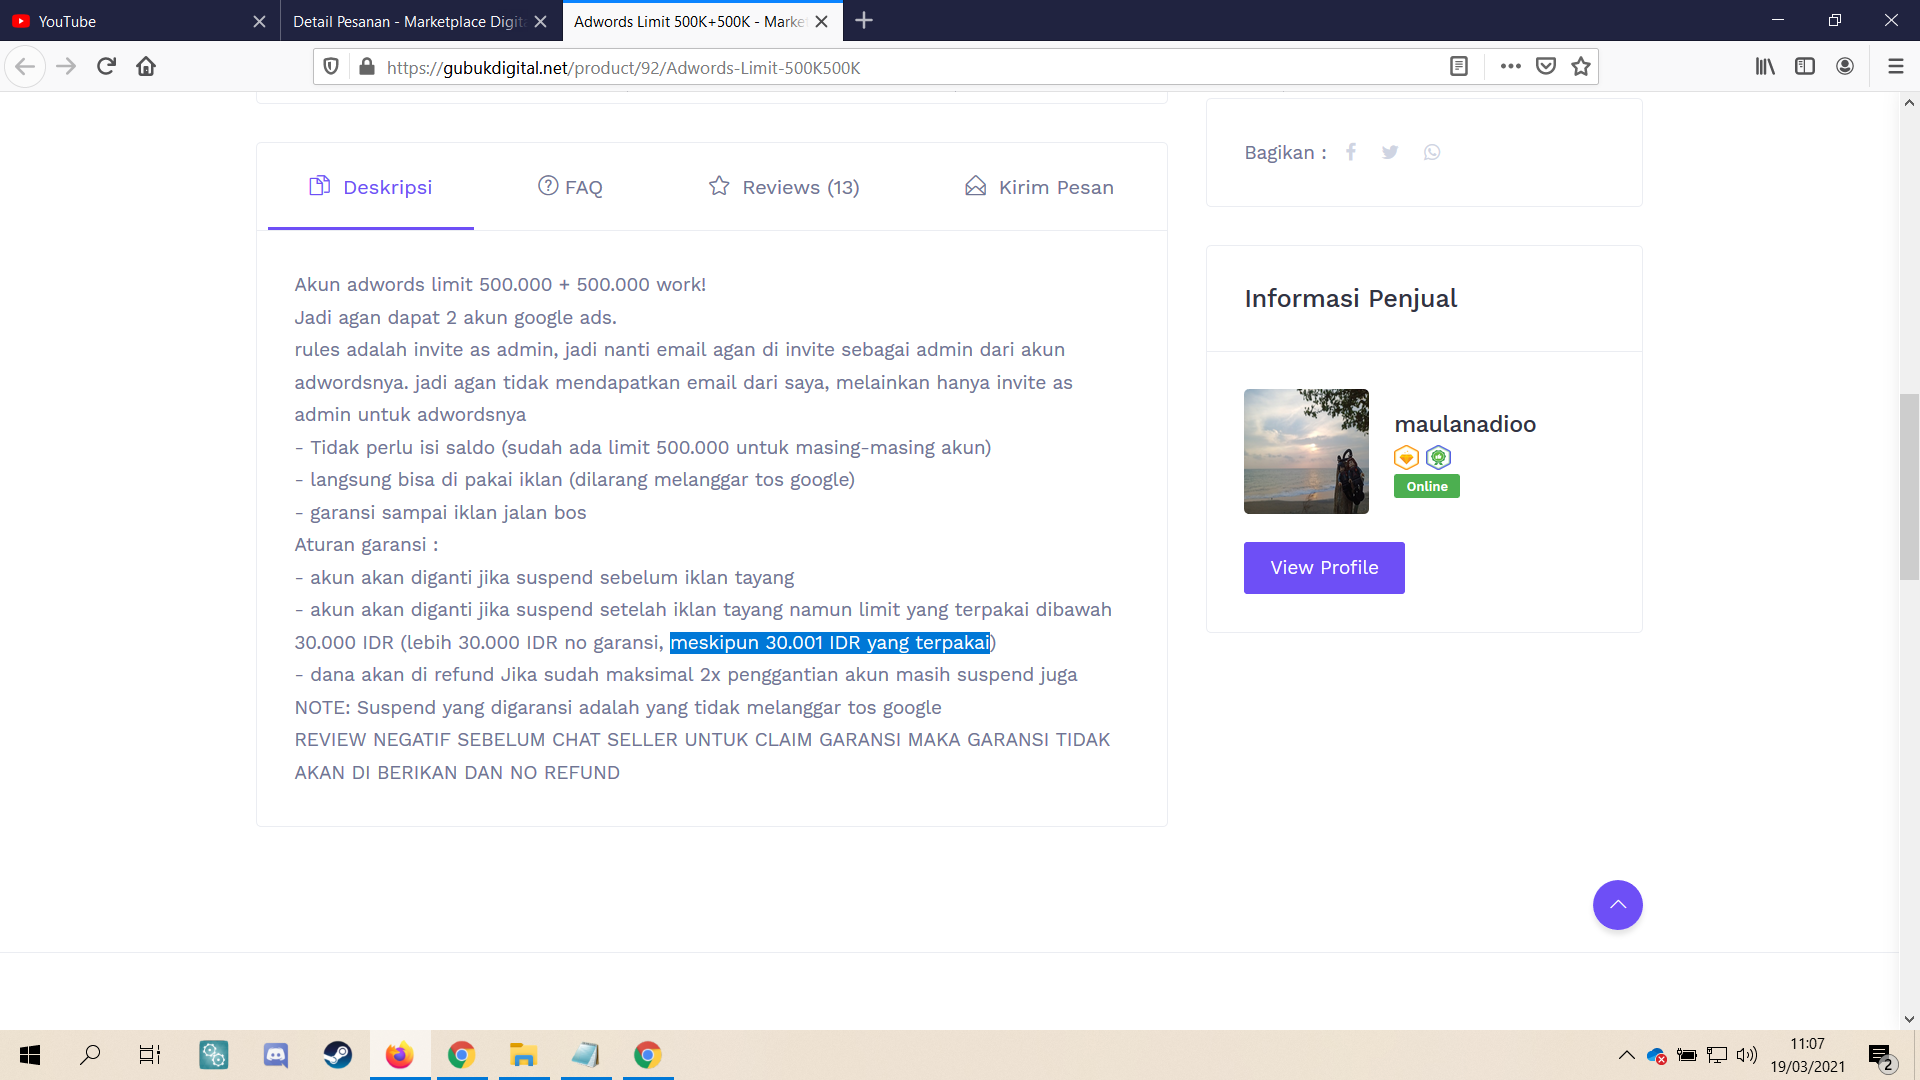 YouTube
Detail Pesanan - Marketplace Digit
Adwords Limit 500K+500K - Marke
https://gubukdigital.net/product/92/Adwords-Limit-500K500K
Bagikan :
Deskripsi
FAQ
Reviews (13)
Kirim Pesan
Akun adwords limit 500.000 + 500.000 work!
Jadi agan dapat 2 akun google ads.
rules adalah invite as admin, jadi nanti email agan di invite sebagai admin dari akun
adwordsnya. jadi agan tidak mendapatkan email dari saya, melainkan hanya invite as
admin untuk adwordsnya
- Tidak perlu isi saldo (sudah ada limit 500.000 untuk masing-masing akun)
- langsung bisa di pakai iklan (dilarang melanggar tos google)
- garansi sampai iklan jalan bos
Aturan garansi :
- akun akan diganti jika suspend sebelum iklan tayang
- akun akan diganti jika suspend setelah iklan tayang namun limit yang terpakai dibawah
30.000 IDR (lebih 30.000 IDR no garansi, meskipun 30.001 IDR yang terpakai)
- dana akan di refund Jika sudah maksimal 2x penggantian akun masih suspend juga
NOTE: Suspend yang digaransi adalah yang tidak melanggar tos google
REVIEW NEGATIF SEBELUM CHAT SELLER UNTUK CLAIM GARANSI MAKA GARANSI TIDAK
AKAN DI BERIKAN DAN NO REFUND
Informasi Penjual
maulanadioo
Online
View Profile
11:07
19/03/2021
2